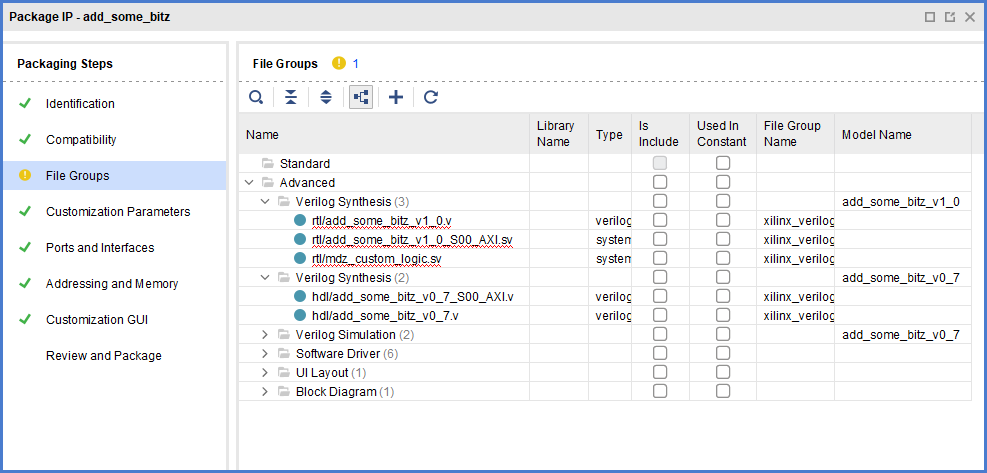 Package IP - add_some_bitz
Packaging Steps
Identification
Compatibility
File Groups
Customization Parameters
Ports and Interfaces
Addressing and Memory
Customization GUI
Review and Package
File Groups 1
Name Library Name Type Is Include Used In Constant File Group Name Model Name
Standard
Advanced
Verilog Synthesis (3) add_some_bitz_v1_0
rtl/add_some_bitz_v1_0.v verilog xilinx_verilog
rtl/add_some_bitz_v1_0_S00_AXI.sv system xilinx_verilog
rtl/mdz_custom_logic.sv system xilinx_verilog
Verilog Synthesis (2) add_some_bitz_v0_7
hdl/add_some_bitz_v0_7_S00_AXI.v verilog xilinx_verilog
hdl/add_some_bitz_v0_7.v verilog xilinx_verilog
Verilog Simulation (2) add_some_bitz_v0_7
Software Driver (6)
UI Layout (1)
Block Diagram (1)